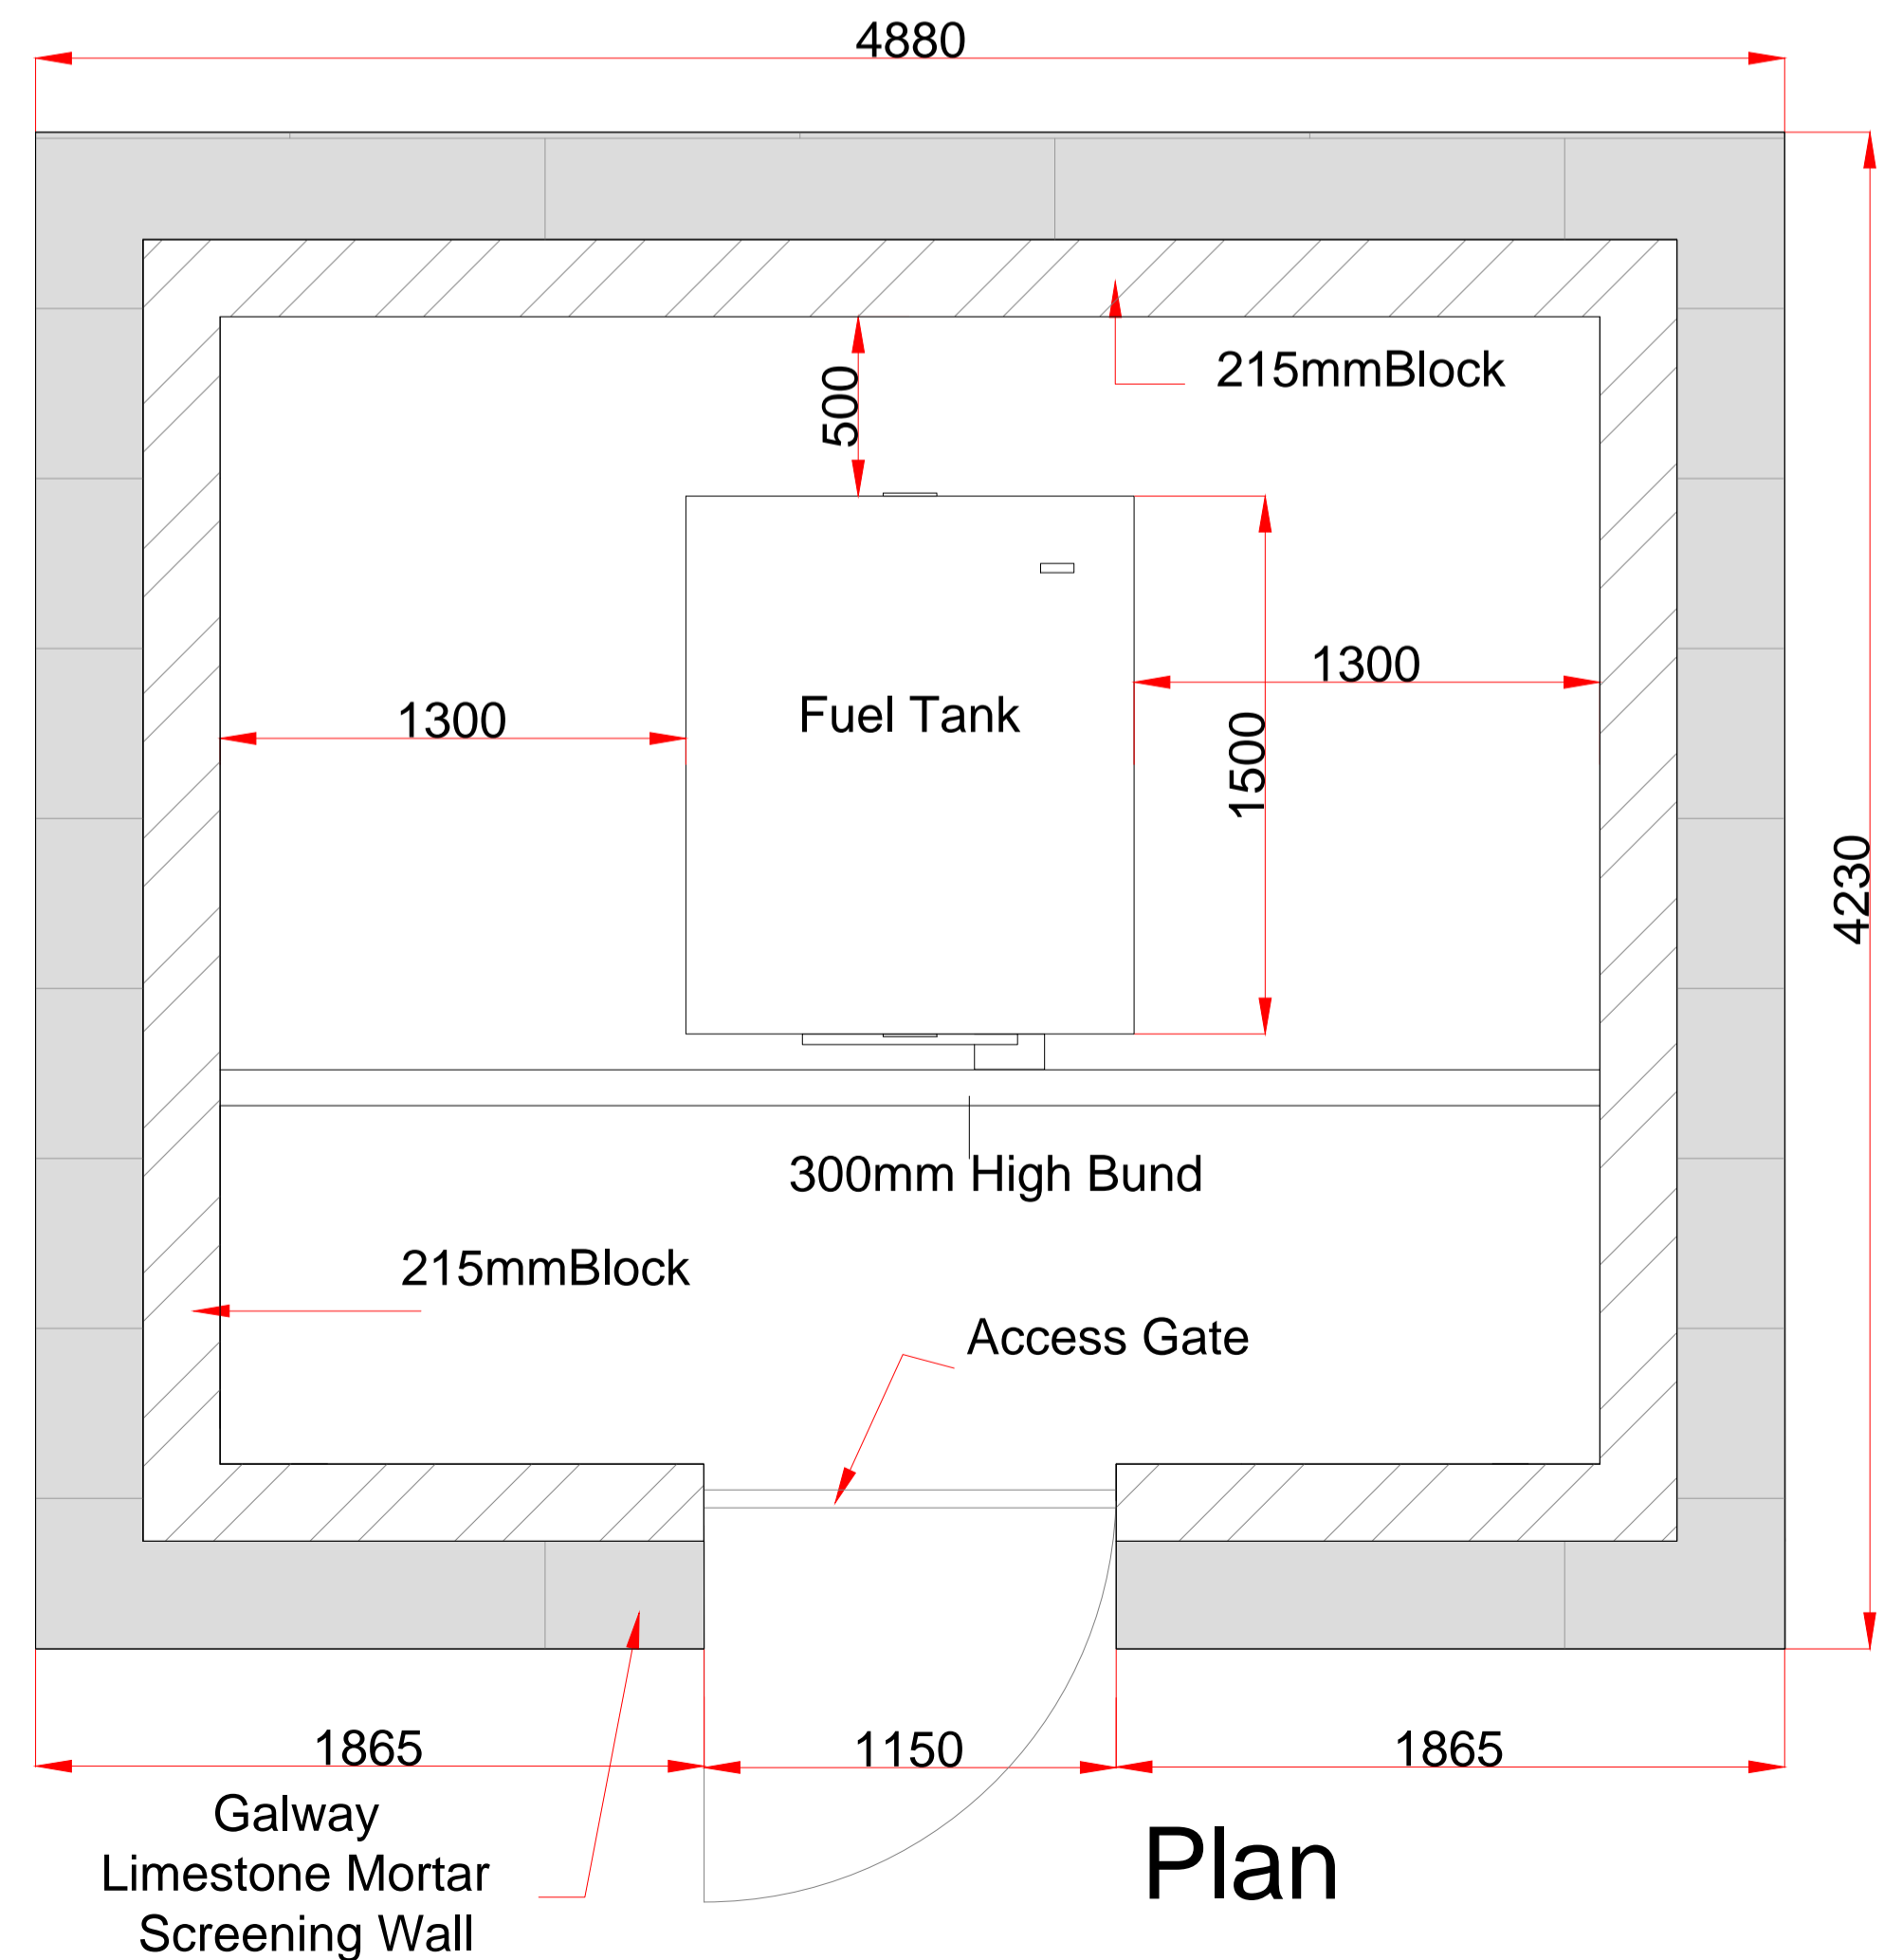 4880
215mmBlock
500
1300
Fuel Tank
1300
1500
4230
300mm High Bund
215mmBlock
Access Gate
1865
1150
1865
Galway
Limestone Mortar
Screening Wall
Plan